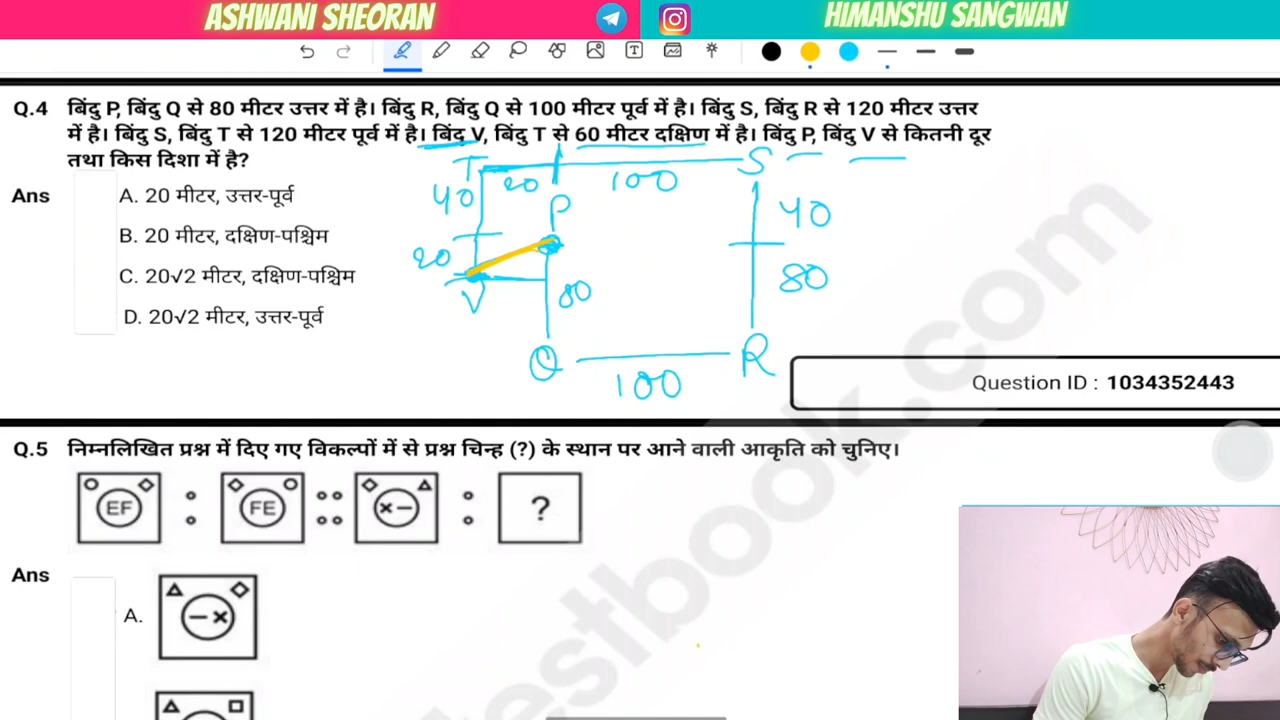 ASHWANI SHEORAN
HIMANSHU SANGWAN
Q.4 बिंदु P, बिंदु Q से 80 मीटर उत्तर में है। बिंदु R, बिंदु Q से 100 मीटर पूर्व में है। बिंदु S, बिंदु R से 120 मीटर उत्तर
में है। बिंदु S, बिंदु T से 120 मीटर पूर्व में है। बिंदु V, बिंदु T से 60 मीटर दक्षिण में है। बिंदु P, बिंदु V से कितनी दूर
तथा किस दिशा में है?
Ans
A. 20 मीटर, उत्तर-पूर्व
B. 20 मीटर, दक्षिण-पश्चिम
C. 20√2 मीटर, दक्षिण-पश्चिम
D. 20√2 मीटर, उत्तर-पूर्व
T S
20 100
40 P 40
20 80
V 80
Q R
100
Question ID : 1034352443
Q.5 निम्नलिखित प्रश्न में दिए गए विकल्पों में से प्रश्न चिन्ह (?) के स्थान पर आने वाली आकृति को चुनिए।
EF : FE :: × − : ?
Ans
A. − ×
testbook.com